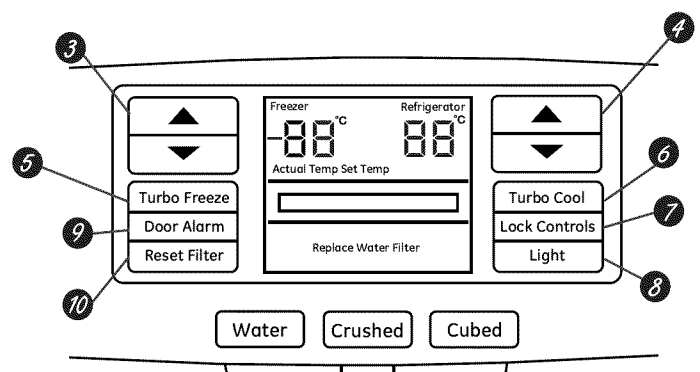 3
4
Freezer Refrigerator
-88°C 88°C
Actual Temp Set Temp
5
6
Turbo Freeze
Turbo Cool
9
7
Door Alarm
Lock Controls
Reset Filter
Replace Water Filter
Light
10
8
Water Crushed Cubed